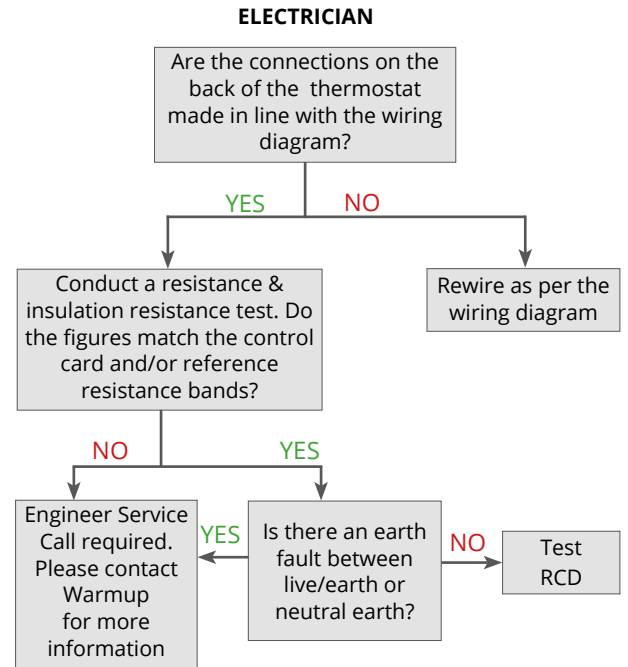 ELECTRICIAN
Are the connections on the
back of the thermostat
made in line with the wiring
diagram?
YES
NO
Conduct a resistance &
insulation resistance test. Do
the figures match the control
card and/or reference
resistance bands?
Rewire as per the
wiring diagram
NO
YES
Engineer Service
Call required.
Please contact
Warmup
for more
information
YES
Is there an earth
fault between
live/earth or
neutral earth?
NO
Test
RCD